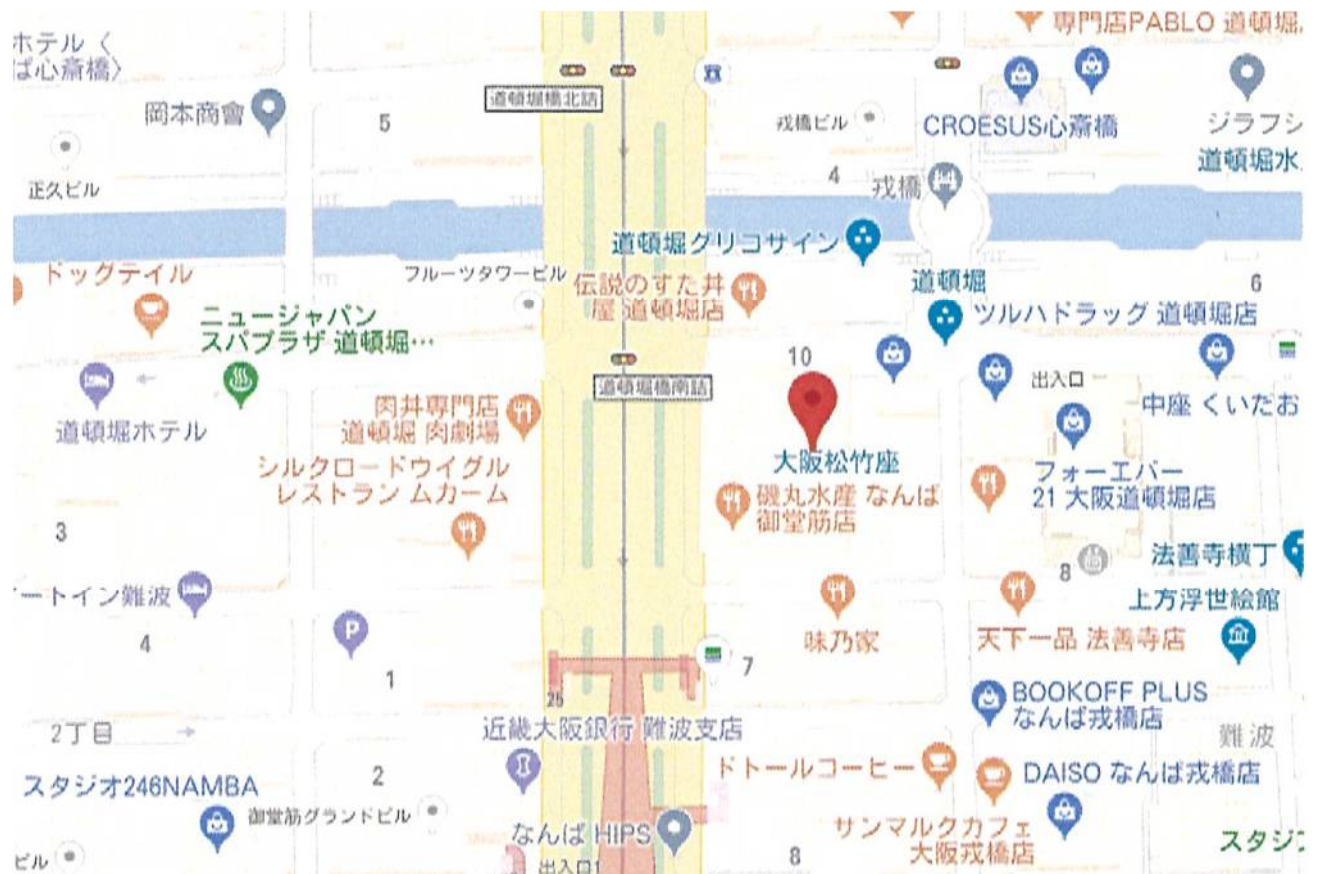 専門店PABLO 道頓堀
ホテル〈
ば心斎橋〉
道頓堀橋北詰
岡本商會
5
戎橋ビル
CROESUS心斎橋
ジラフシ
道頓堀水
正久ビル
4
戎橋
道頓堀グリコサイン
ドッグテイル
フルーツタワービル
伝説のすた丼
屋 道頓堀店
道頓堀
6
ニュージャパン
スパプラザ 道頓堀…
ツルハドラッグ 道頓堀店
10
道頓堀橋南詰
出入口
肉丼専門店
道頓堀 肉劇場
中座 くいだお
道頓堀ホテル
大阪松竹座
シルクロードウイグル
レストラン ムカーム
フォーエバー
21 大阪道頓堀店
磯丸水産 なんば
御堂筋店
3
法善寺横丁
8
ートイン難波
P
上方浮世絵館
4
味乃家
天下一品 法善寺店
7
1
25
BOOKOFF PLUS
なんば戎橋店
近畿大阪銀行 難波支店
2丁目
難波
2
ドトールコーヒー
DAISO なんば戎橋店
スタジオ246NAMBA
御堂筋グランドビル
なんば HIPS
サンマルクカフェ
大阪戎橋店
スタジ
ビル
出入口1
8